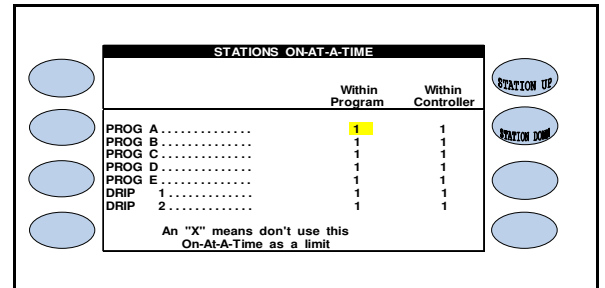 STATIONS ON-AT-A-TIME
Within Program Within Controller
STATION UP
STATION DOWN
PROG A.............. 1 1
PROG B.............. 1 1
PROG C.............. 1 1
PROG D.............. 1 1
PROG E.............. 1 1
DRIP 1............. 1 1
DRIP 2............. 1 1
An "X" means don't use this
On-At-A-Time as a limit